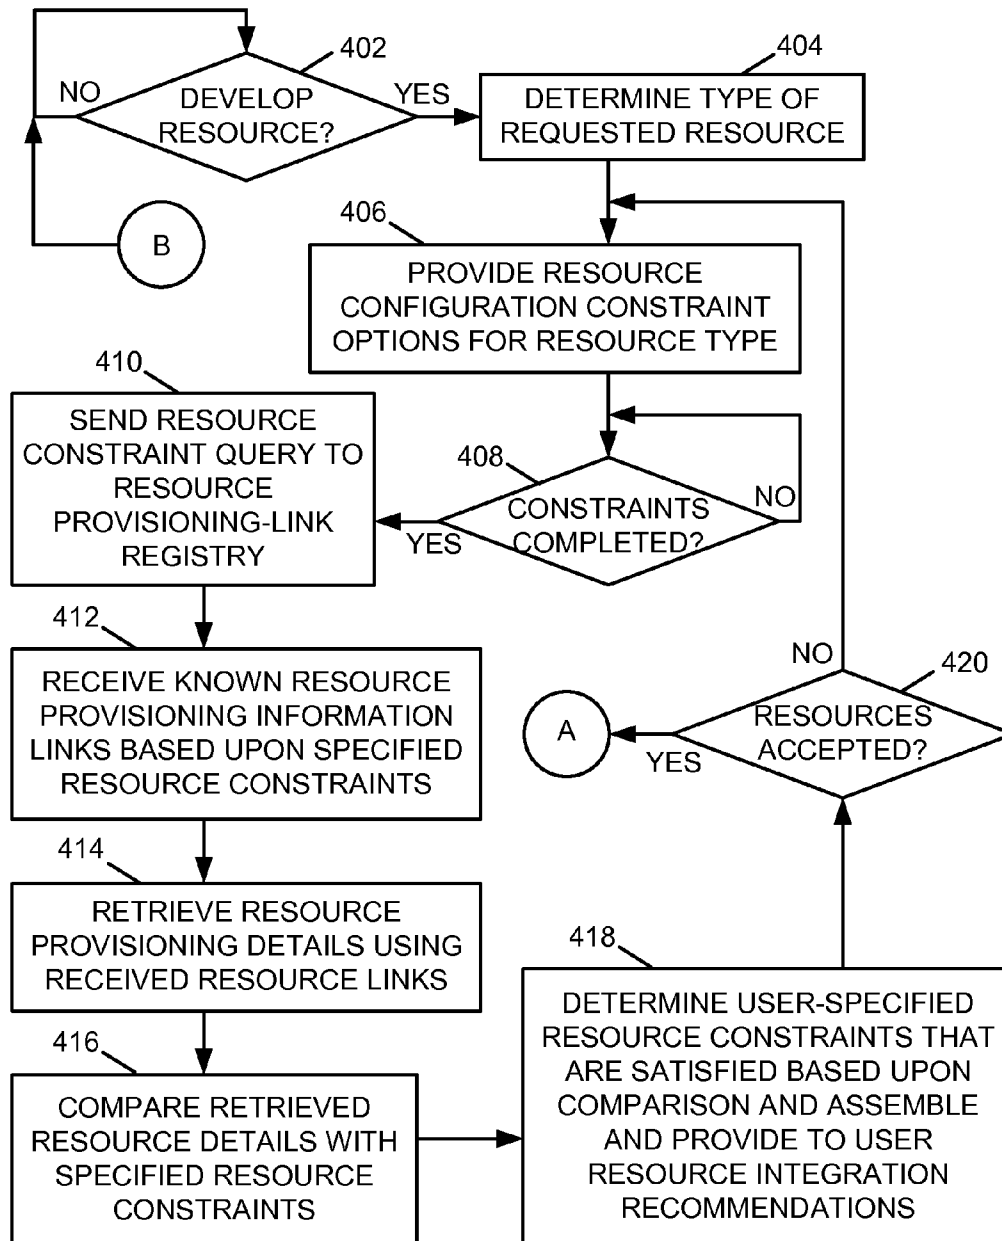 402
DEVELOP
RESOURCE?
NO
YES
404
DETERMINE TYPE OF
REQUESTED RESOURCE
B
406
PROVIDE RESOURCE
CONFIGURATION CONSTRAINT
OPTIONS FOR RESOURCE TYPE
408
CONSTRAINTS
COMPLETED?
NO
YES
410
SEND RESOURCE
CONSTRAINT QUERY TO
RESOURCE
PROVISIONING-LINK
REGISTRY
412
RECEIVE KNOWN RESOURCE
PROVISIONING INFORMATION
LINKS BASED UPON SPECIFIED
RESOURCE CONSTRAINTS
414
RETRIEVE RESOURCE
PROVISIONING DETAILS USING
RECEIVED RESOURCE LINKS
416
COMPARE RETRIEVED
RESOURCE DETAILS WITH
SPECIFIED RESOURCE
CONSTRAINTS
418
DETERMINE USER-SPECIFIED
RESOURCE CONSTRAINTS THAT
ARE SATISFIED BASED UPON
COMPARISON AND ASSEMBLE
AND PROVIDE TO USER
RESOURCE INTEGRATION
RECOMMENDATIONS
420
RESOURCES
ACCEPTED?
NO
YES
A